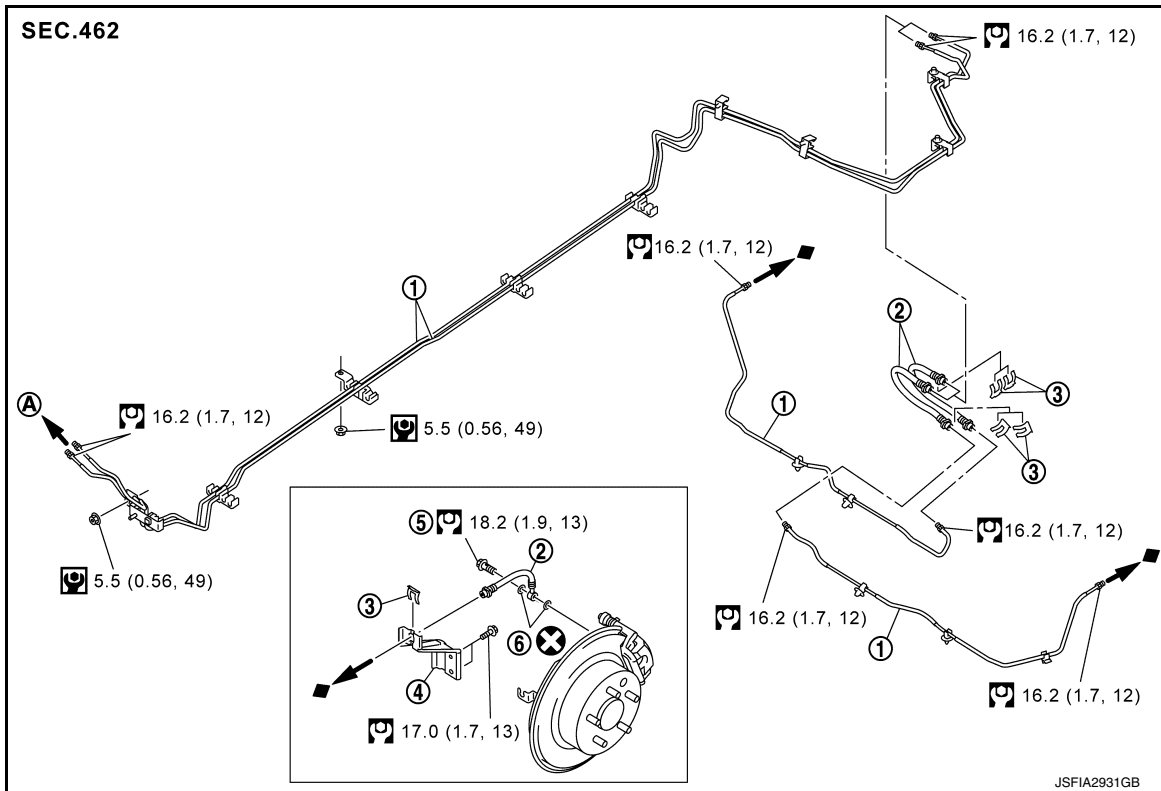 SEC.462
16.2 (1.7, 12)
16.2 (1.7, 12)
1
2
3
A
16.2 (1.7, 12)
1
5.5 (0.56, 49)
3
5 18.2 (1.9, 13)
16.2 (1.7, 12)
2
5.5 (0.56, 49)
3
6
16.2 (1.7, 12)
1
4
16.2 (1.7, 12)
17.0 (1.7, 13)
JSFIA2931GB